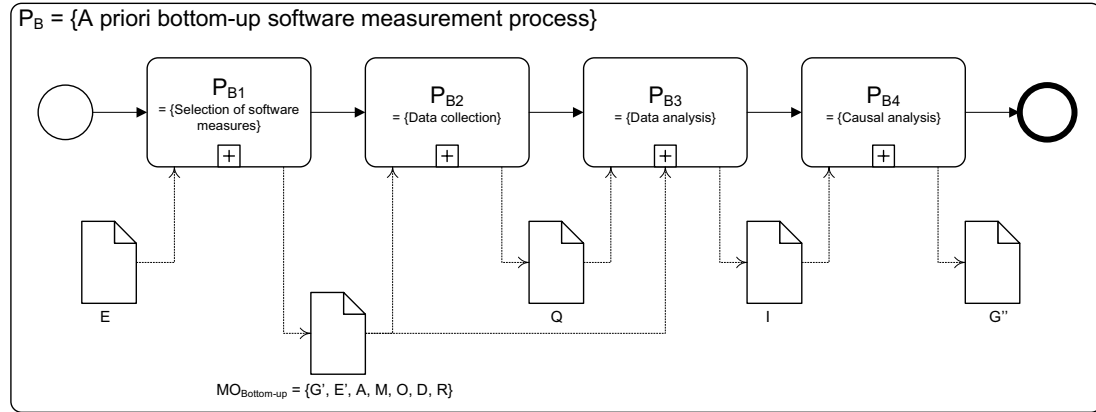 P_B = {A priori bottom-up software measurement process}
P_B1
= {Selection of software
measures}
P_B2
= {Data collection}
P_B3
= {Data analysis}
P_B4
= {Causal analysis}
+
+
+
+
E
Q
I
G''
MO_Bottom-up = {G', E', A, M, O, D, R}